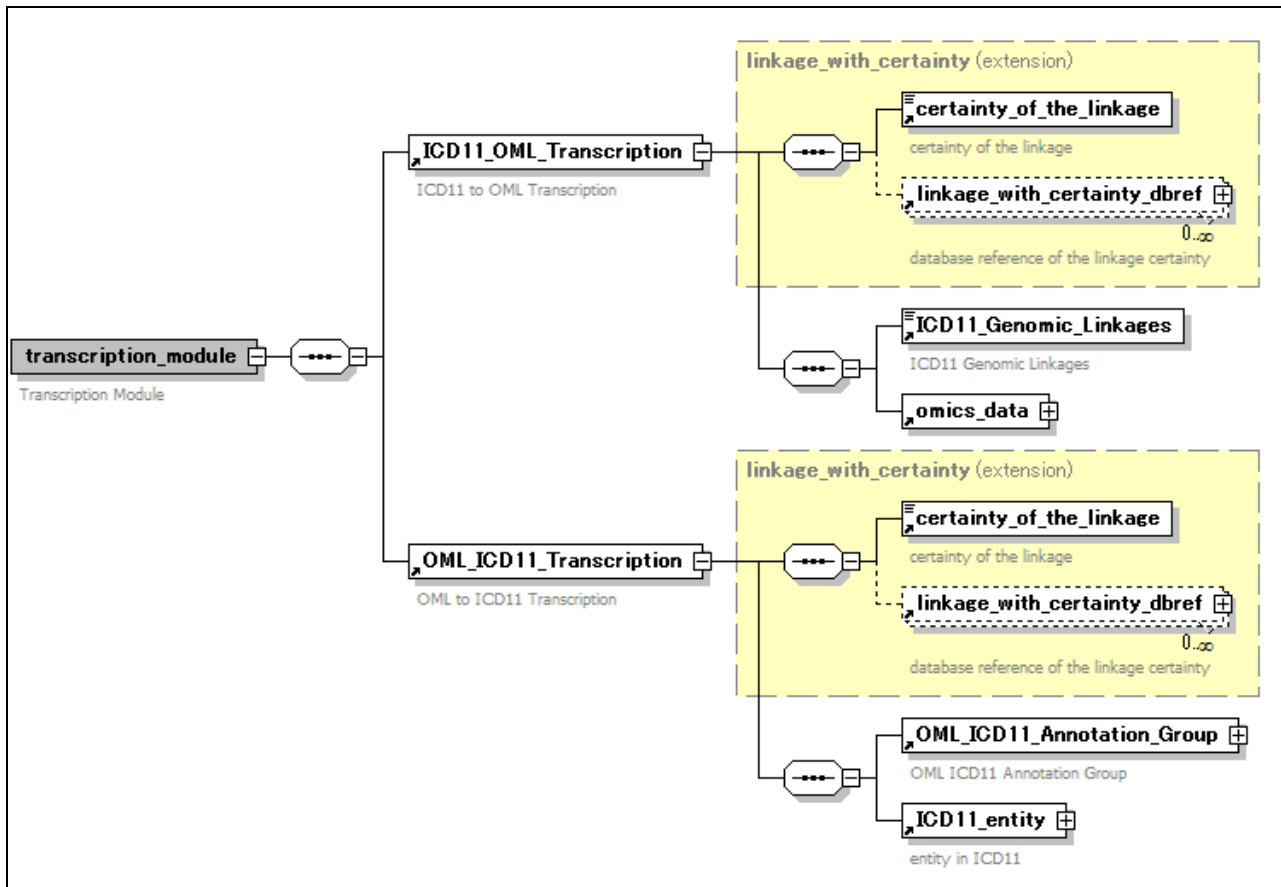 linkage_with_certainty (extension)
certainty_of_the_linkage
certainty of the linkage
ICD11_OML_Transcription
ICD11 to OML Transcription
linkage_with_certainty_dbref
0..∞
database reference of the linkage certainty
ICD11_Genomic_Linkages
ICD11 Genomic Linkages
transcription_module
Transcription Module
omics_data
linkage_with_certainty (extension)
certainty_of_the_linkage
certainty of the linkage
OML_ICD11_Transcription
OML to ICD11 Transcription
linkage_with_certainty_dbref
0..∞
database reference of the linkage certainty
OML_ICD11_Annotation_Group
OML ICD11 Annotation Group
ICD11_entity
entity in ICD11